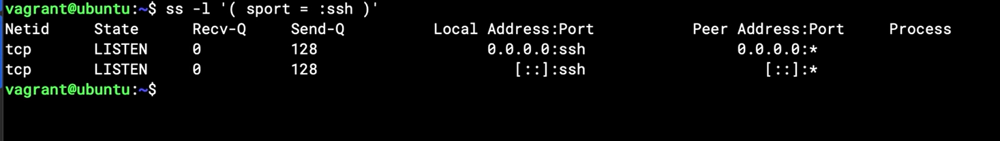 vagrant@ubuntu:~$ ss -l '( sport = :ssh )'
Netid State Recv-Q Send-Q Local Address:Port Peer Address:Port Process
tcp LISTEN 0 128 0.0.0.0:ssh 0.0.0.0:*
tcp LISTEN 0 128 [::]:ssh [::]:*
vagrant@ubuntu:~$